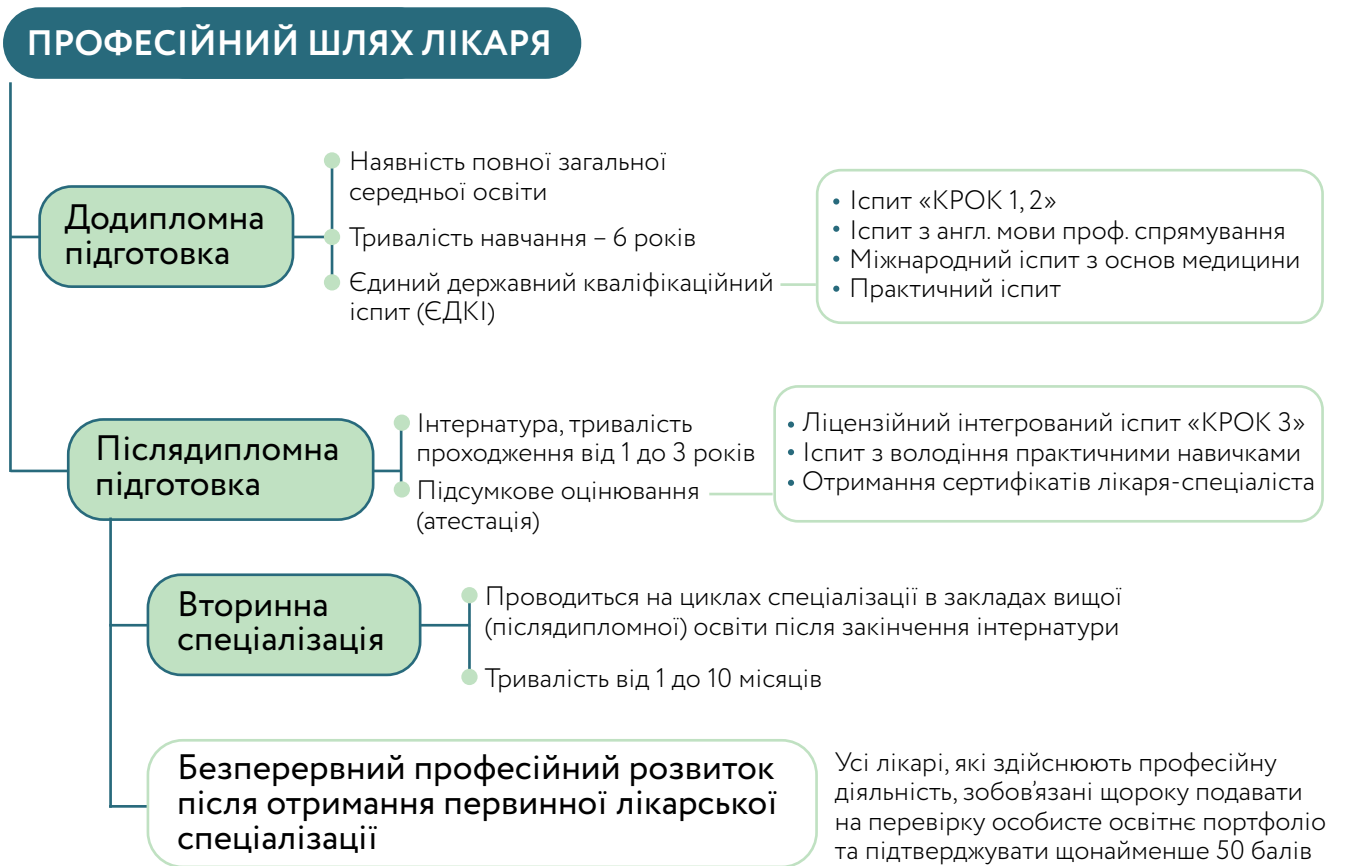 ПРОФЕСІЙНИЙ ШЛЯХ ЛІКАРЯ
Додипломна
підготовка
Наявність повної загальної
середньої освіти
Тривалість навчання – 6 років
Єдиний державний кваліфікаційний
іспит (ЄДКІ)
• Іспит «КРОК 1, 2»
• Іспит з англ. мови проф. спрямування
• Міжнародний іспит з основ медицини
• Практичний іспит
Післядипломна
підготовка
Інтернатура, тривалість
проходження від 1 до 3 років
Підсумкове оцінювання
(атестація)
• Ліцензійний інтегрований іспит «КРОК 3»
• Іспит з володіння практичними навичками
• Отримання сертифікатів лікаря-спеціаліста
Вторинна
спеціалізація
Проводиться на циклах спеціалізації в закладах вищої
(післядипломної) освіти після закінчення інтернатури
Тривалість від 1 до 10 місяців
Безперервний професійний розвиток
після отримання первинної лікарської
спеціалізації
Усі лікарі, які здійснюють професійну
діяльність, зобов’язані щороку подавати
на перевірку особисте освітнє портфоліо
та підтверджувати щонайменше 50 балів